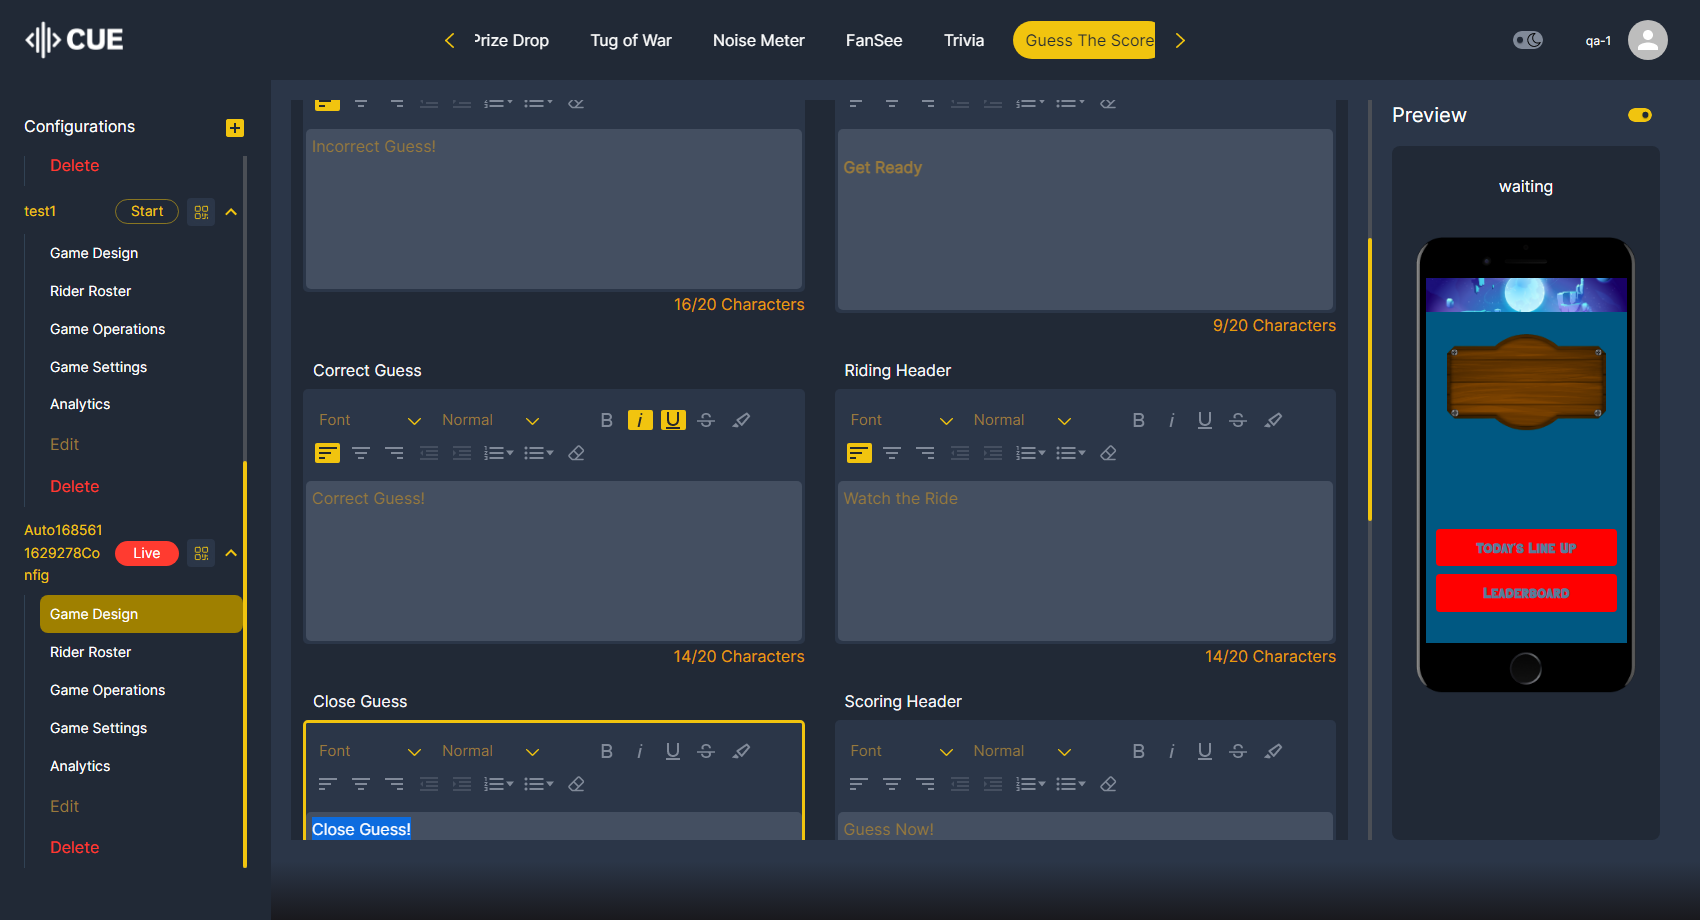 CUE
Prize Drop
Tug of War
Noise Meter
FanSee
Trivia
Guess The Score
qa-1
Configurations
Delete
test1
Start
Game Design
Rider Roster
Game Operations
Game Settings
Analytics
Edit
Delete
Auto168561
1629278Co
nfig
Live
Game Design
Rider Roster
Game Operations
Game Settings
Analytics
Edit
Delete
Incorrect Guess!
16/20 Characters
Get Ready
9/20 Characters
Correct Guess
Font
Normal
Correct Guess!
14/20 Characters
Riding Header
Font
Normal
Watch the Ride
14/20 Characters
Close Guess
Font
Normal
Close Guess!
Scoring Header
Font
Normal
Guess Now!
Preview
waiting
Today's Line Up
Leaderboard